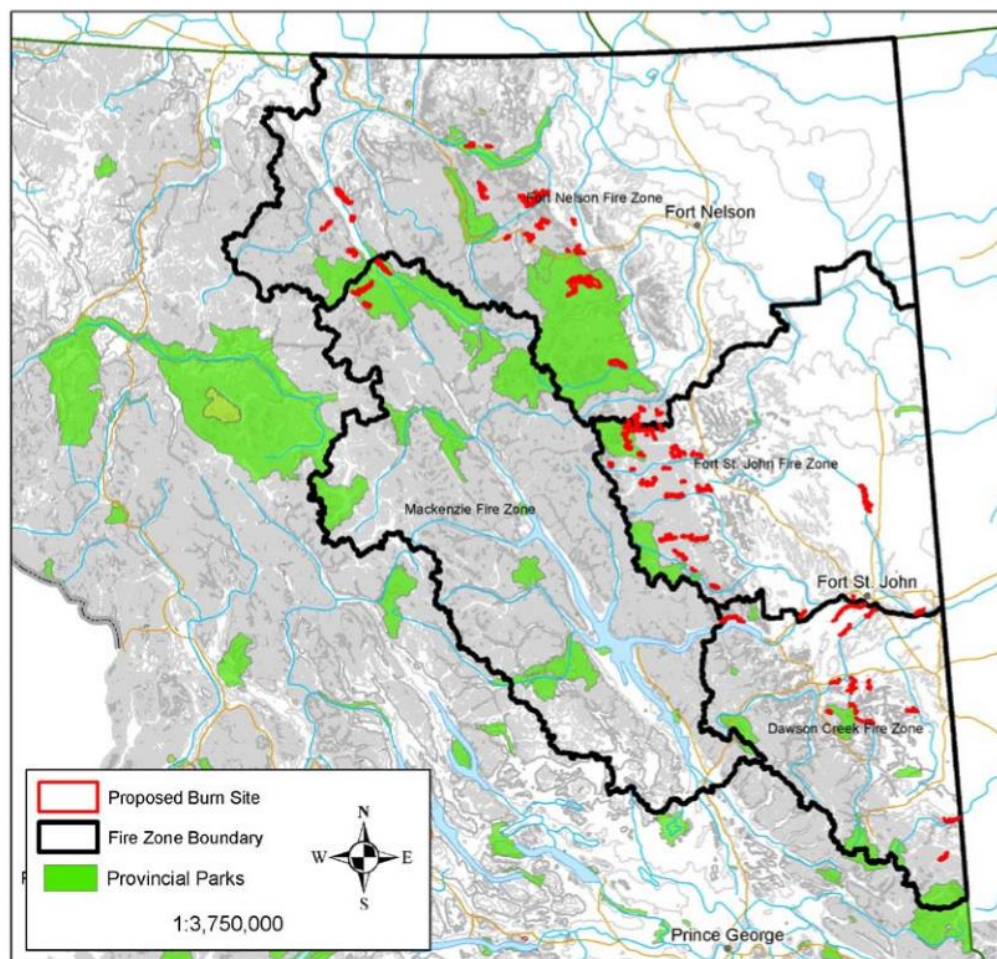 Fort Nelson Fire Zone
Fort Nelson
Fort St. John Fire Zone
Mackenzie Fire Zone
Fort St. John
Dawson Creek Fire Zone
Proposed Burn Site
Fire Zone Boundary
Provincial Parks
N
W E
S
1:3,750,000
Prince George